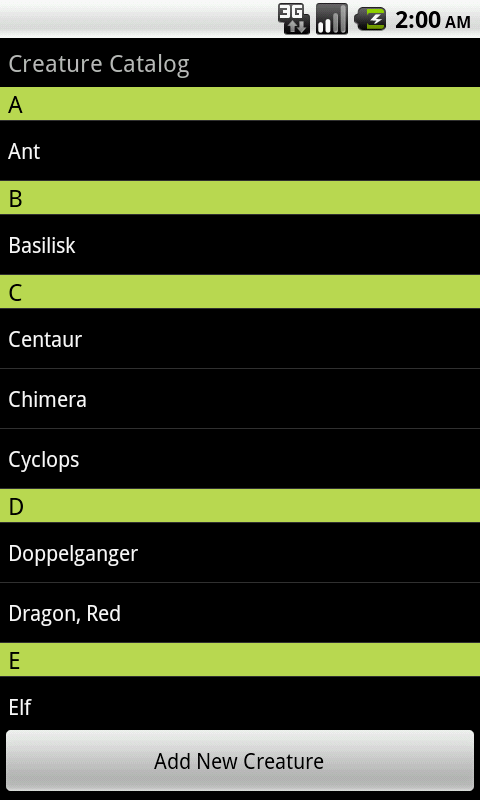 3G 2:00 AM
Creature Catalog
A
Ant
B
Basilisk
C
Centaur
Chimera
Cyclops
D
Doppelganger
Dragon, Red
E
Elf
Add New Creature